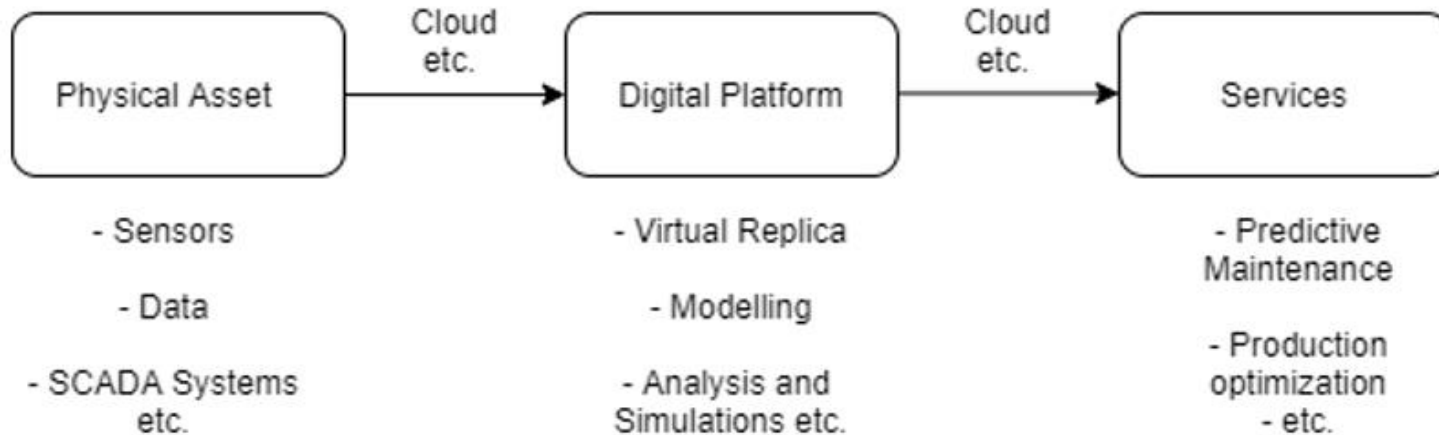 Cloud
etc.
Cloud
etc.
Physical Asset
Digital Platform
Services
- Sensors
- Data
- SCADA Systems
etc.
- Virtual Replica
- Modelling
- Analysis and
Simulations etc.
- Predictive
Maintenance
- Production
optimization
- etc.